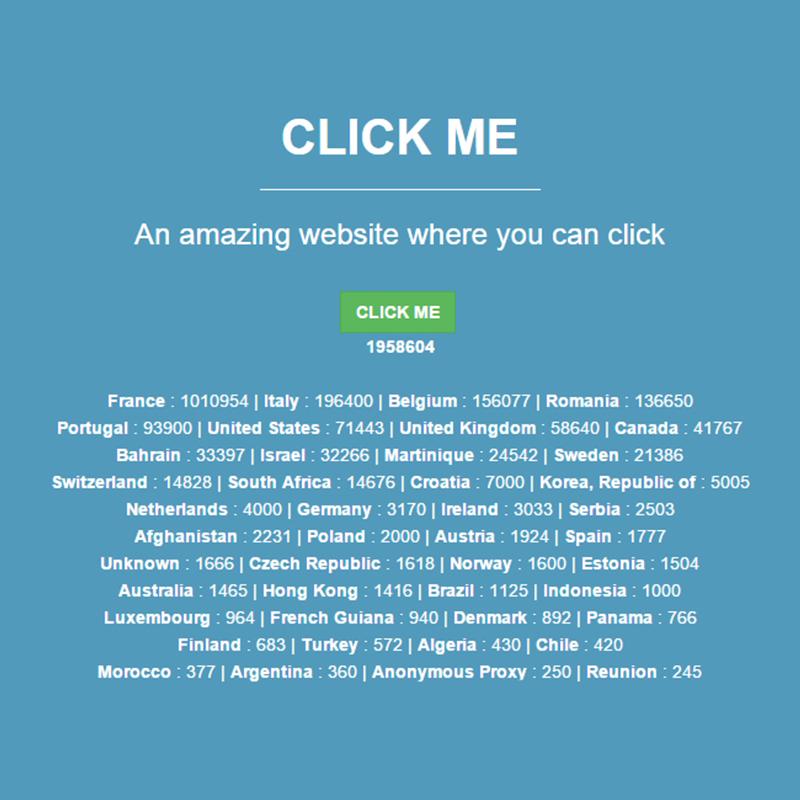 CLICK ME
An amazing website where you can click
CLICK ME
1958604
France : 1010954 | Italy : 196400 | Belgium : 156077 | Romania : 136650
Portugal : 93900 | United States : 71443 | United Kingdom : 58640 | Canada : 41767
Bahrain : 33397 | Israel : 32266 | Martinique : 24542 | Sweden : 21386
Switzerland : 14828 | South Africa : 14676 | Croatia : 7000 | Korea, Republic of : 5005
Netherlands : 4000 | Germany : 3170 | Ireland : 3033 | Serbia : 2503
Afghanistan : 2231 | Poland : 2000 | Austria : 1924 | Spain : 1777
Unknown : 1666 | Czech Republic : 1618 | Norway : 1600 | Estonia : 1504
Australia : 1465 | Hong Kong : 1416 | Brazil : 1125 | Indonesia : 1000
Luxembourg : 964 | French Guiana : 940 | Denmark : 892 | Panama : 766
Finland : 683 | Turkey : 572 | Algeria : 430 | Chile : 420
Morocco : 377 | Argentina : 360 | Anonymous Proxy : 250 | Reunion : 245